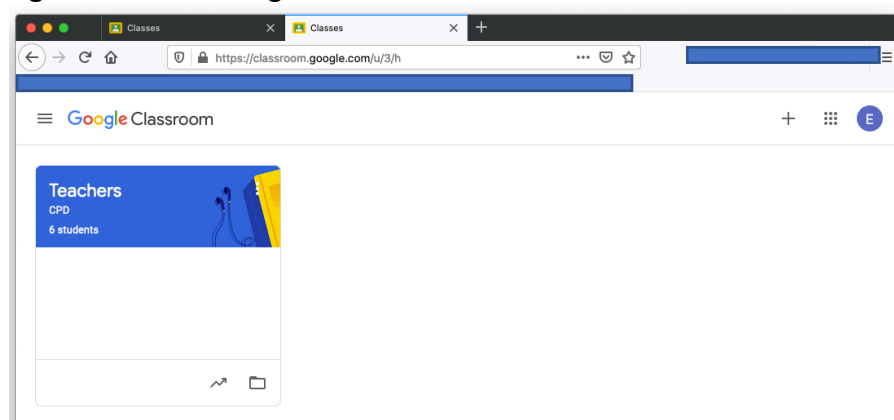 Classes
Classes
https://classroom.google.com/u/3/h
Google Classroom
E
Teachers
CPD
6 students